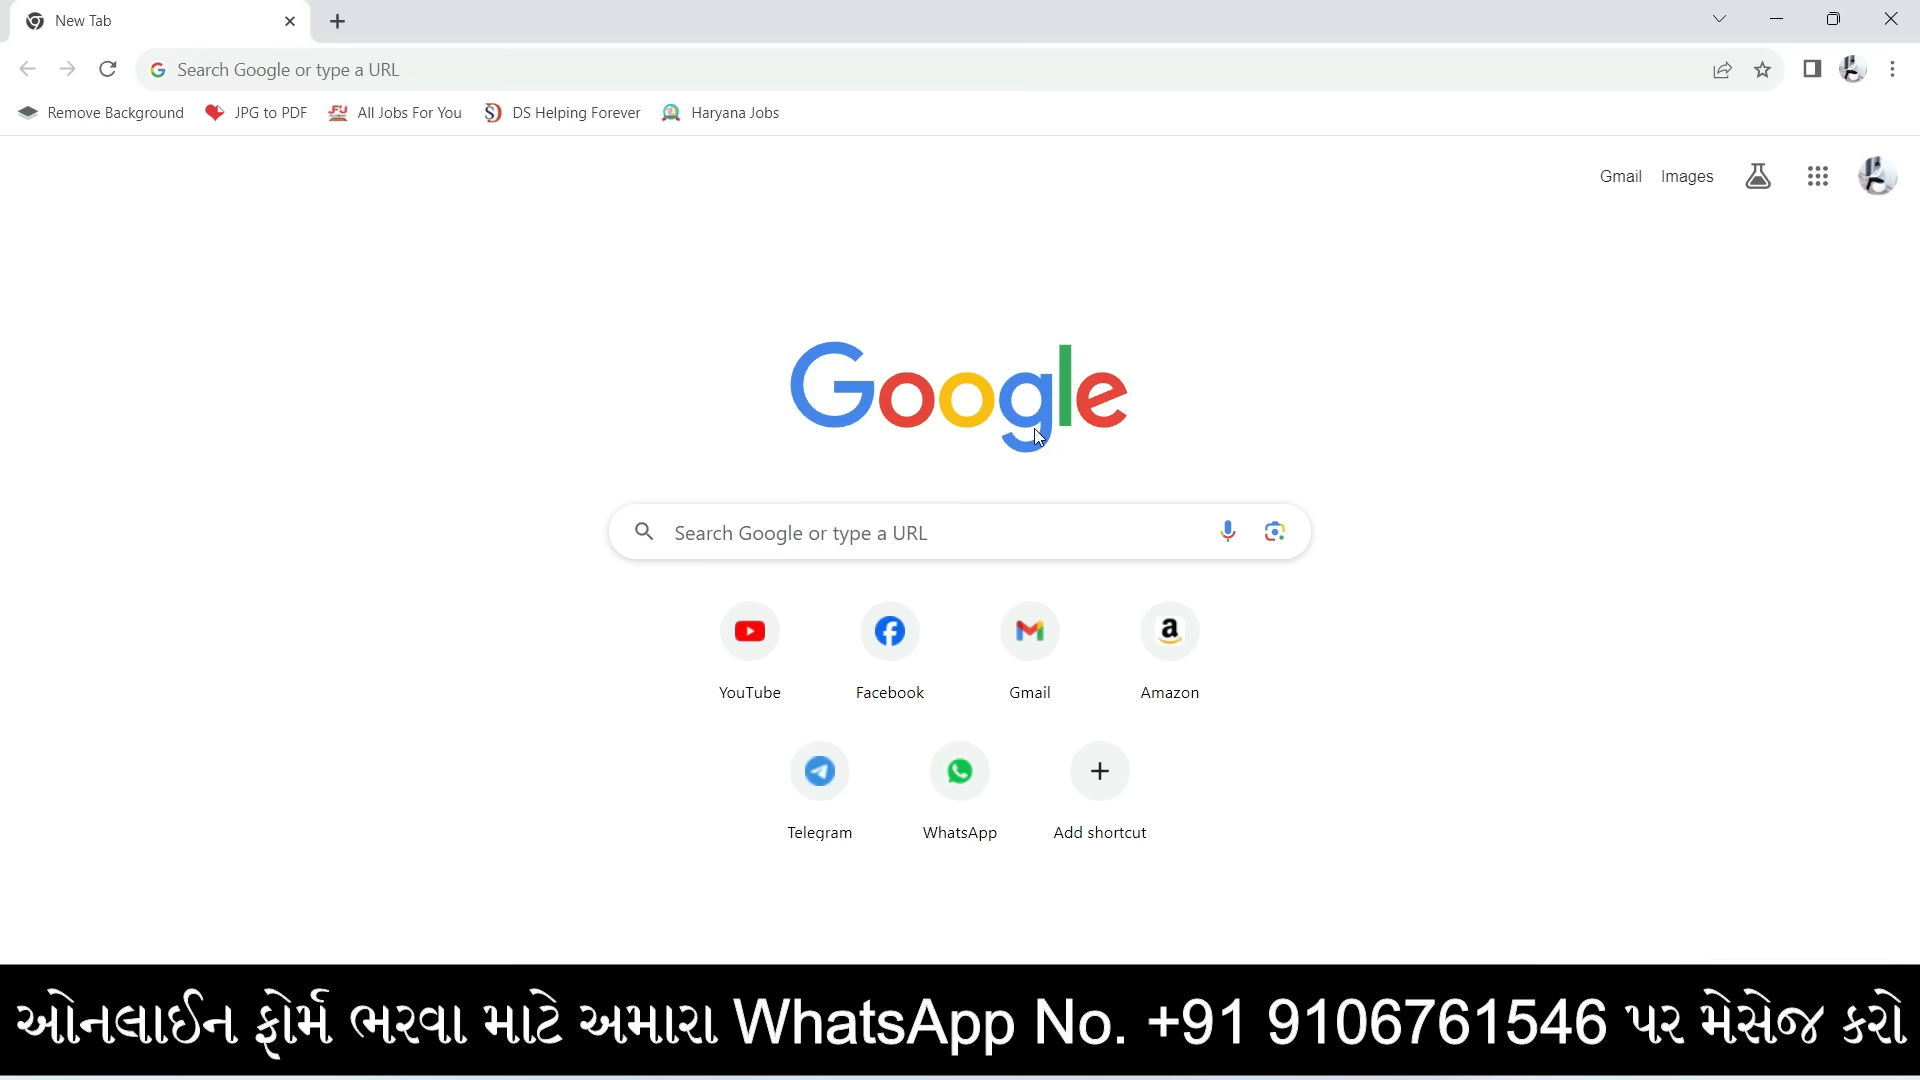 New Tab
Search Google or type a URL
Remove Background JPG to PDF All Jobs For You DS Helping Forever Haryana Jobs
Gmail Images
Google
Search Google or type a URL
YouTube Facebook Gmail Amazon
Telegram WhatsApp Add shortcut
ઓનલાઈન ફોર્મ ભરવા માટે અમારા WhatsApp No. +91 9106761546 પર મેસેજ કરો